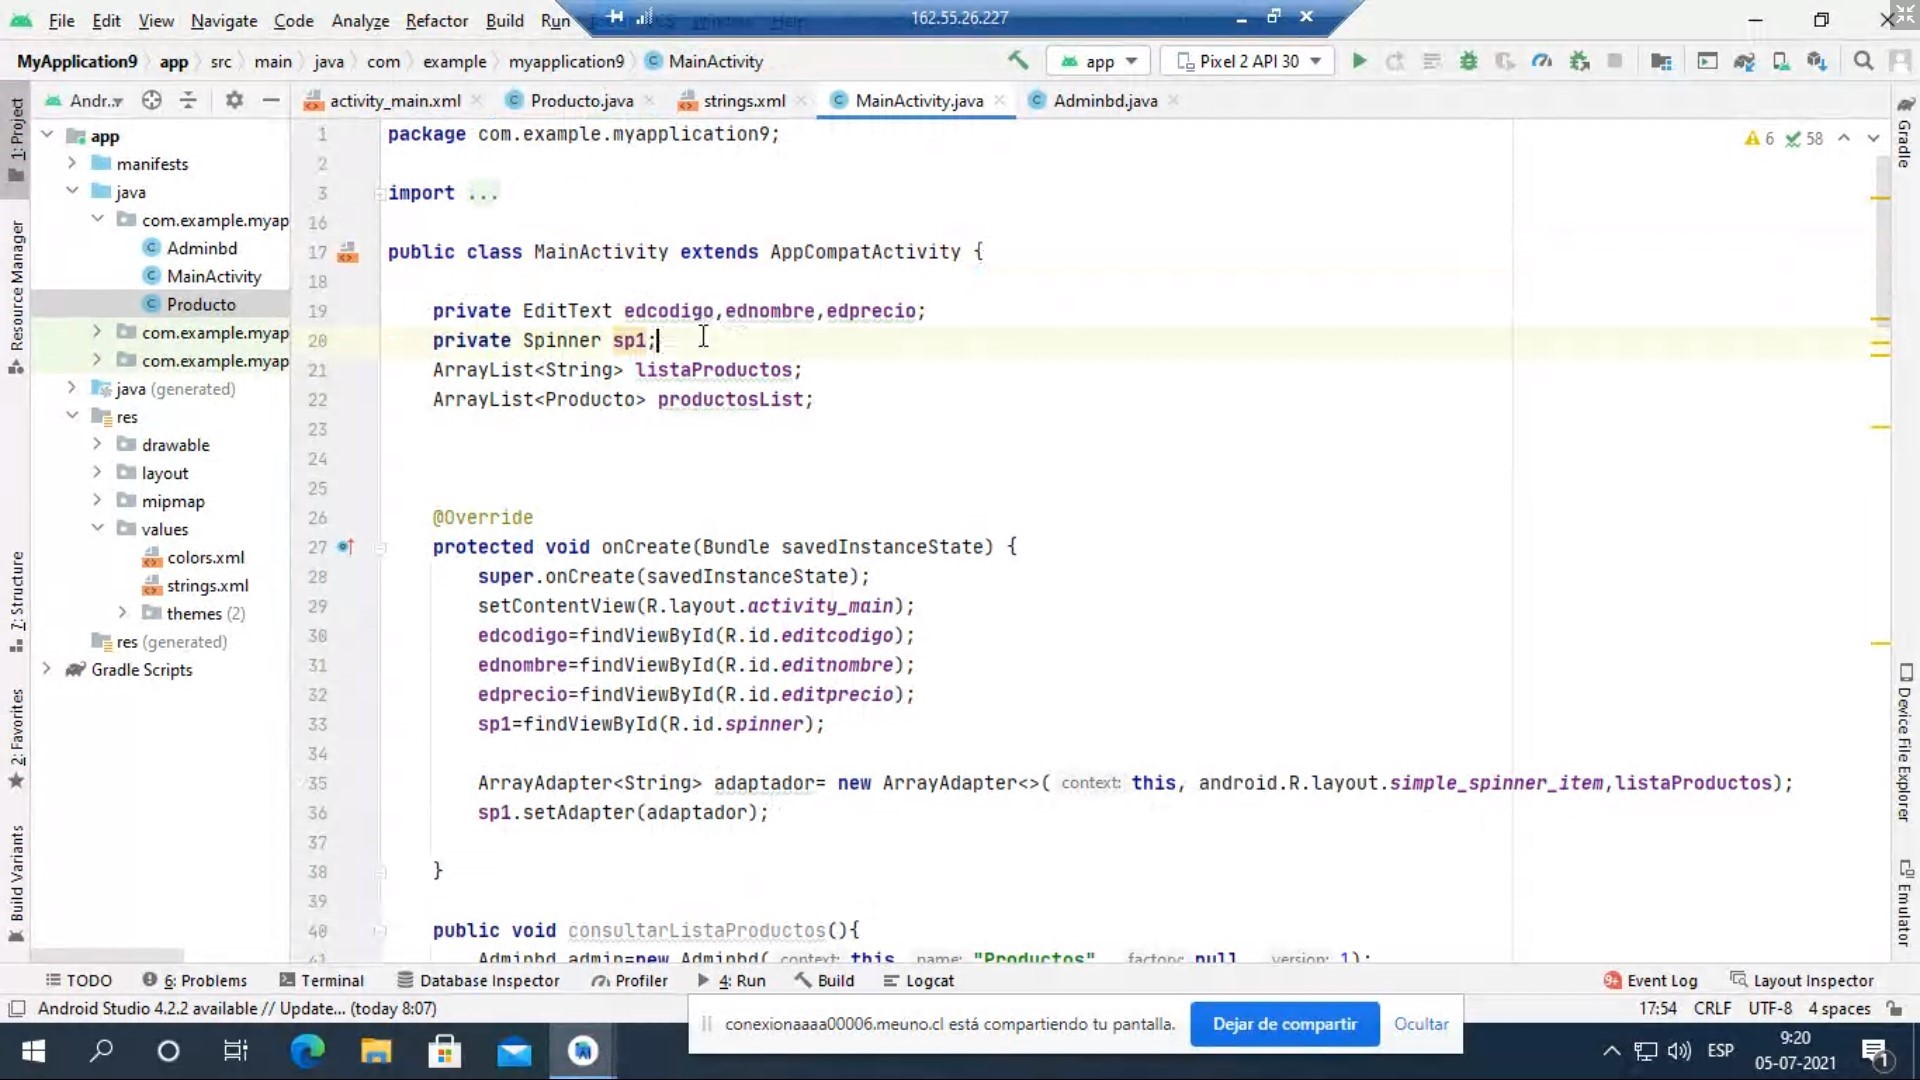 File Edit View Navigate Code Analyze Refactor Build Run
162.55.26.227
MyApplication9 app src main java com example myapplication9 MainActivity
app Pixel 2 API 30
Andr..
activity_main.xml Producto.java strings.xml MainActivity.java Adminbd.java
1: Project
Resource Manager
7: Structure
2: Favorites
Build Variants
app
manifests
java
com.example.myap
Adminbd
MainActivity
Producto
com.example.myap
com.example.myap
java (generated)
res
drawable
layout
mipmap
values
colors.xml
strings.xml
themes (2)
res (generated)
Gradle Scripts
6 58
1 package com.example.myapplication9;
2
3 import ...
16
17 public class MainActivity extends AppCompatActivity {
18
19 private EditText edcodigo,ednombre,edprecio;
20 private Spinner sp1;
21 ArrayList<String> listaProductos;
22 ArrayList<Producto> productosList;
23
24
25
26 @Override
27 protected void onCreate(Bundle savedInstanceState) {
28 super.onCreate(savedInstanceState);
29 setContentView(R.layout.activity_main);
30 edcodigo=findViewById(R.id.editcodigo);
31 ednombre=findViewById(R.id.editnombre);
32 edprecio=findViewById(R.id.editprecio);
33 sp1=findViewById(R.id.spinner);
34
35 ArrayAdapter<String> adaptador= new ArrayAdapter<>( context: this, android.R.layout.simple_spinner_item,listaProductos);
36 sp1.setAdapter(adaptador);
37
38 }
39
40 public void consultarListaProductos(){
41 Adminbd admin=new Adminbd( context: this, name: "Productos", factory: null, version: 1);
Gradle
Device File Explorer
Emulator
TODO 6: Problems Terminal Database Inspector Profiler 4: Run Build Logcat Event Log Layout Inspector
Android Studio 4.2.2 available // Update... (today 8:07) 17:54 CRLF UTF-8 4 spaces
conexionaaaa00006.meuno.cl está compartiendo tu pantalla. Dejar de compartir Ocultar
ESP
9:20
05-07-2021
1